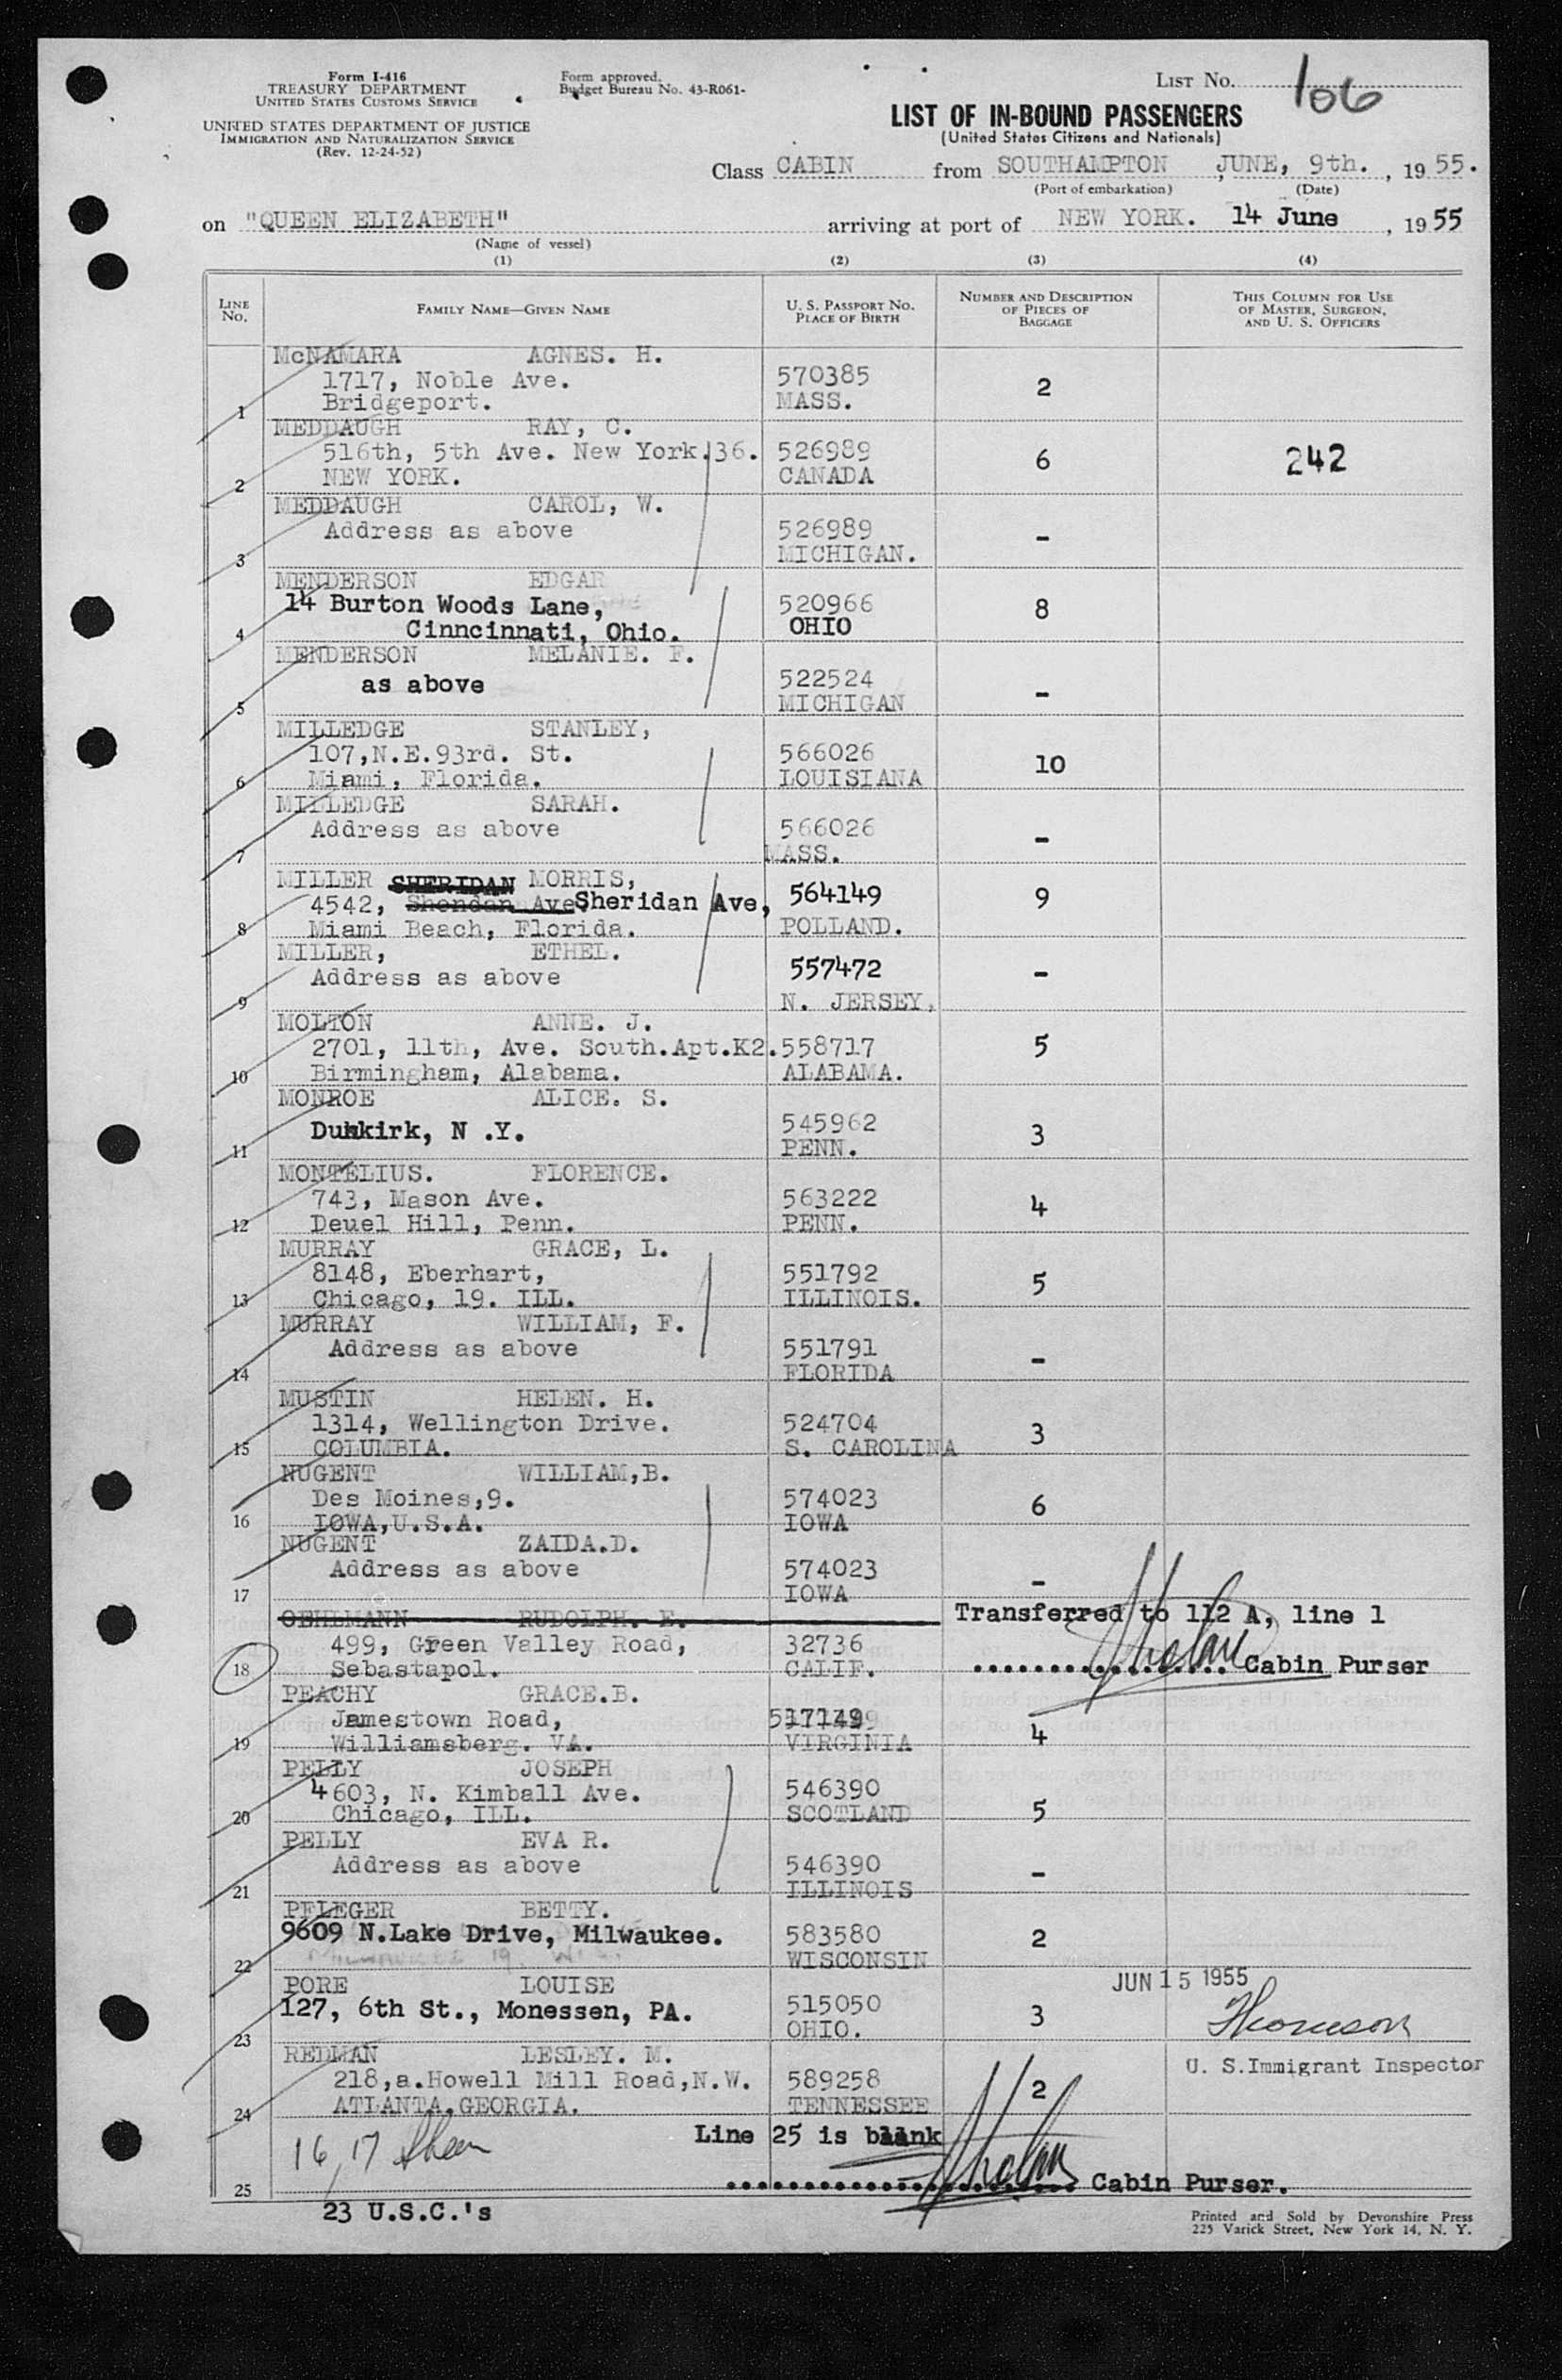 Form I-416
TREASURY DEPARTMENT
UNITED STATES CUSTOMS SERVICE
UNITED STATES DEPARTMENT OF JUSTICE
IMMIGRATION AND NATURALIZATION SERVICE
(Rev. 12-24-52)
Form approved.
Budget Bureau No. 43-R061-
LIST NO. 106
LIST OF IN-BOUND PASSENGERS
(United States Citizens and Nationals)
Class CABIN from SOUTHAMPTON , JUNE, 9th. , 19 55.
(Port of embarkation) (Date)
on "QUEEN ELIZABETH" arriving at port of NEW YORK. 14 June , 19 55
(Name of vessel)
(1) (2) (3) (4)
LINE NO. FAMILY NAME—GIVEN NAME U. S. PASSPORT NO. PLACE OF BIRTH NUMBER AND DESCRIPTION OF PIECES OF BAGGAGE THIS COLUMN FOR USE OF MASTER, SURGEON, AND U. S. OFFICERS
McNAMARA AGNES. H.
1717, Noble Ave. 570385 2
1 Bridgeport. MASS.
MEDDAUGH RAY, C.
516th, 5th Ave. New York.36. 526989 6 242
2 NEW YORK. CANADA
MEDDAUGH CAROL, W.
Address as above 526989 -
3 MICHIGAN.
MENDERSON EDGAR
14 Burton Woods Lane, 520966 8
4 Cinncinnati, Ohio. OHIO
MENDERSON MELANIE. F.
as above 522524 -
5 MICHIGAN
MILLEDGE STANLEY,
107,N.E.93rd. St. 566026 10
6 Miami, Florida. LOUISIANA
MILLEDGE SARAH.
Address as above 566026 -
7 MASS.
MILLER SHERIDAN MORRIS,
4542, Shendan Ave Sheridan Ave, 564149 9
8 Miami Beach, Florida. POLLAND.
MILLER, ETHEL.
Address as above 557472 -
9 N. JERSEY,
MOLTON ANNE. J.
2701, 11th, Ave. South.Apt.K2. 558717 5
10 Birmingham, Alabama. ALABAMA.
MONROE ALICE. S.
Dunkirk, N .Y. 545962 3
11 PENN.
MONTELIUS. FLORENCE.
743, Mason Ave. 563222 4
12 Deuel Hill, Penn. PENN.
MURRAY GRACE, L.
8148, Eberhart, 551792 5
13 Chicago, 19. ILL. ILLINOIS.
MURRAY WILLIAM, F.
Address as above 551791 -
14 FLORIDA
MUSTIN HELEN. H.
1314, Wellington Drive. 524704 3
15 COLUMBIA. S. CAROLINA
NUGENT WILLIAM,B.
Des Moines,9. 574023 6
16 IOWA,U.S.A. IOWA
NUGENT ZAIDA.D.
Address as above 574023 -
17 IOWA
OEHLMANN RUDOLPH. E. Transferred to 112 A, line 1
499, Green Valley Road, 32736
18 Sebastapol. CALIF. Cabin Purser
PEACHY GRACE.B.
Jamestown Road, 4
19 Williamsberg. VA. VIRGINIA
PELLY JOSEPH
4603, N. Kimball Ave. 546390 5
20 Chicago, ILL. SCOTLAND
PELLY EVA R.
Address as above 546390 -
21 ILLINOIS
PFLEGER BETTY.
9609 N.Lake Drive, Milwaukee. 583580 2
22 WISCONSIN
PORE LOUISE JUN 15 1955
127, 6th St., Monessen, PA. 515050 3
23 OHIO. Thomson
REDMAN LESLEY. M. U. S.Immigrant Inspector
218,a.Howell Mill Road,N.W. 589258 2
24 ATLANTA.GEORGIA. TENNESSEE
16, 17 Line 25 is blank
25 Cabin Purser.
23 U.S.C.'s
Printed and Sold by Devonshire Press
225 Varick Street, New York 14, N. Y.